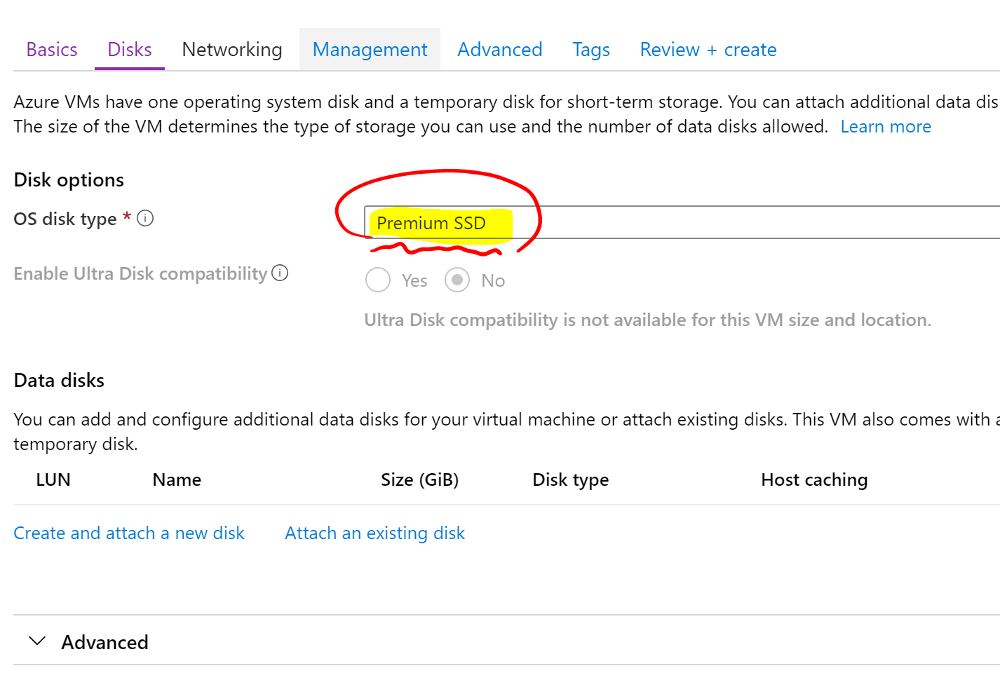 Basics Disks Networking Management Advanced Tags Review + create
Azure VMs have one operating system disk and a temporary disk for short-term storage. You can attach additional data dis
The size of the VM determines the type of storage you can use and the number of data disks allowed. Learn more
Disk options
OS disk type *
Premium SSD
Enable Ultra Disk compatibility
Yes No
Ultra Disk compatibility is not available for this VM size and location.
Data disks
You can add and configure additional data disks for your virtual machine or attach existing disks. This VM also comes with a
temporary disk.
LUN Name Size (GiB) Disk type Host caching
Create and attach a new disk Attach an existing disk
Advanced